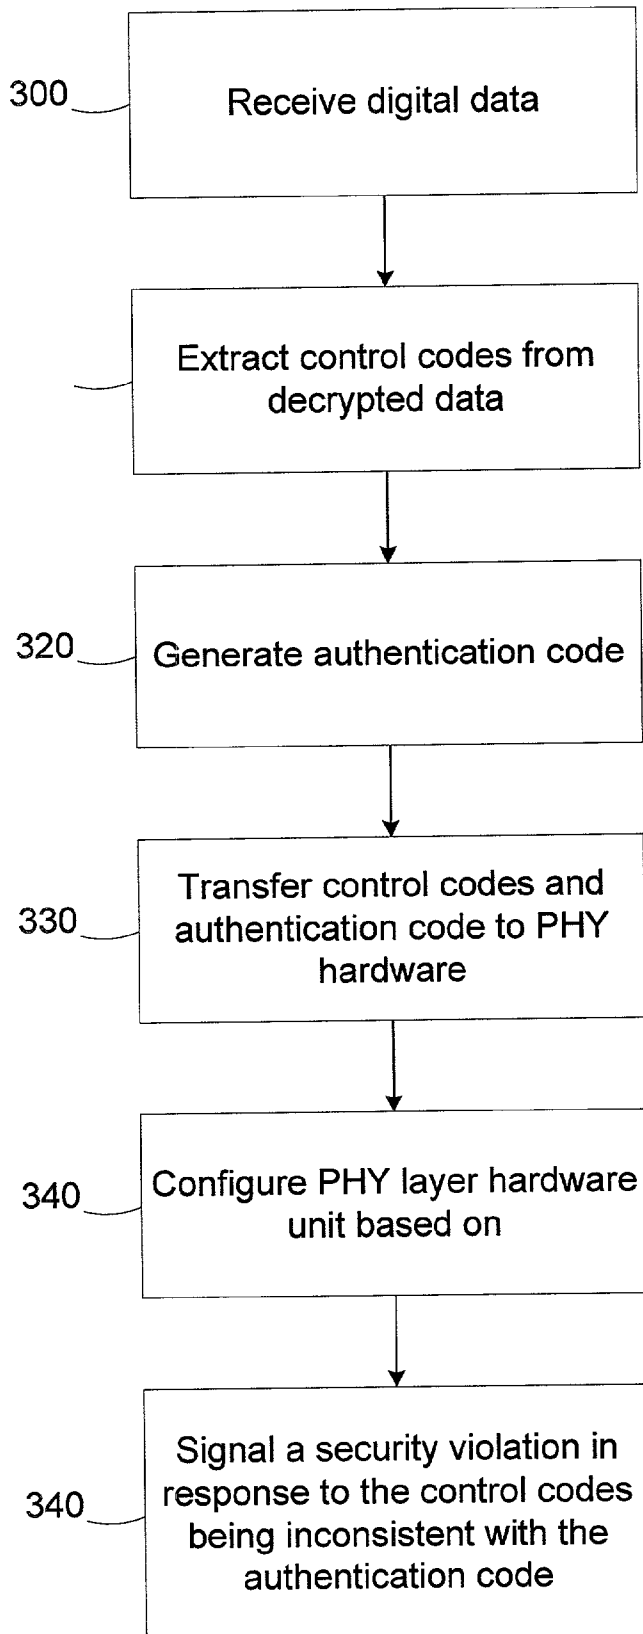 300
Receive digital data
Extract control codes from
decrypted data
320
Generate authentication code
330
Transfer control codes and
authentication code to PHY
hardware
340
Configure PHY layer hardware
unit based on
340
Signal a security violation in
response to the control codes
being inconsistent with the
authentication code